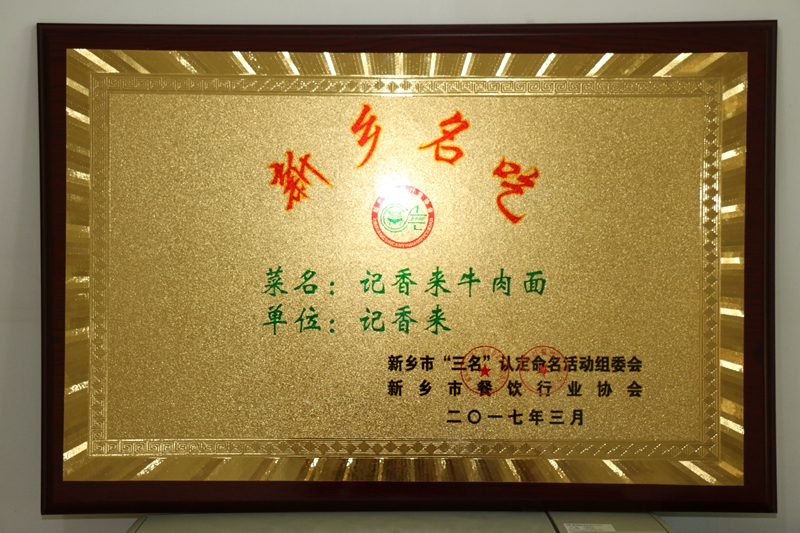 新乡名吃
菜名：记香来牛肉面
单位：记香来
新乡市“三名”认定命名活动组委会
新乡市餐饮行业协会
二〇一七年三月